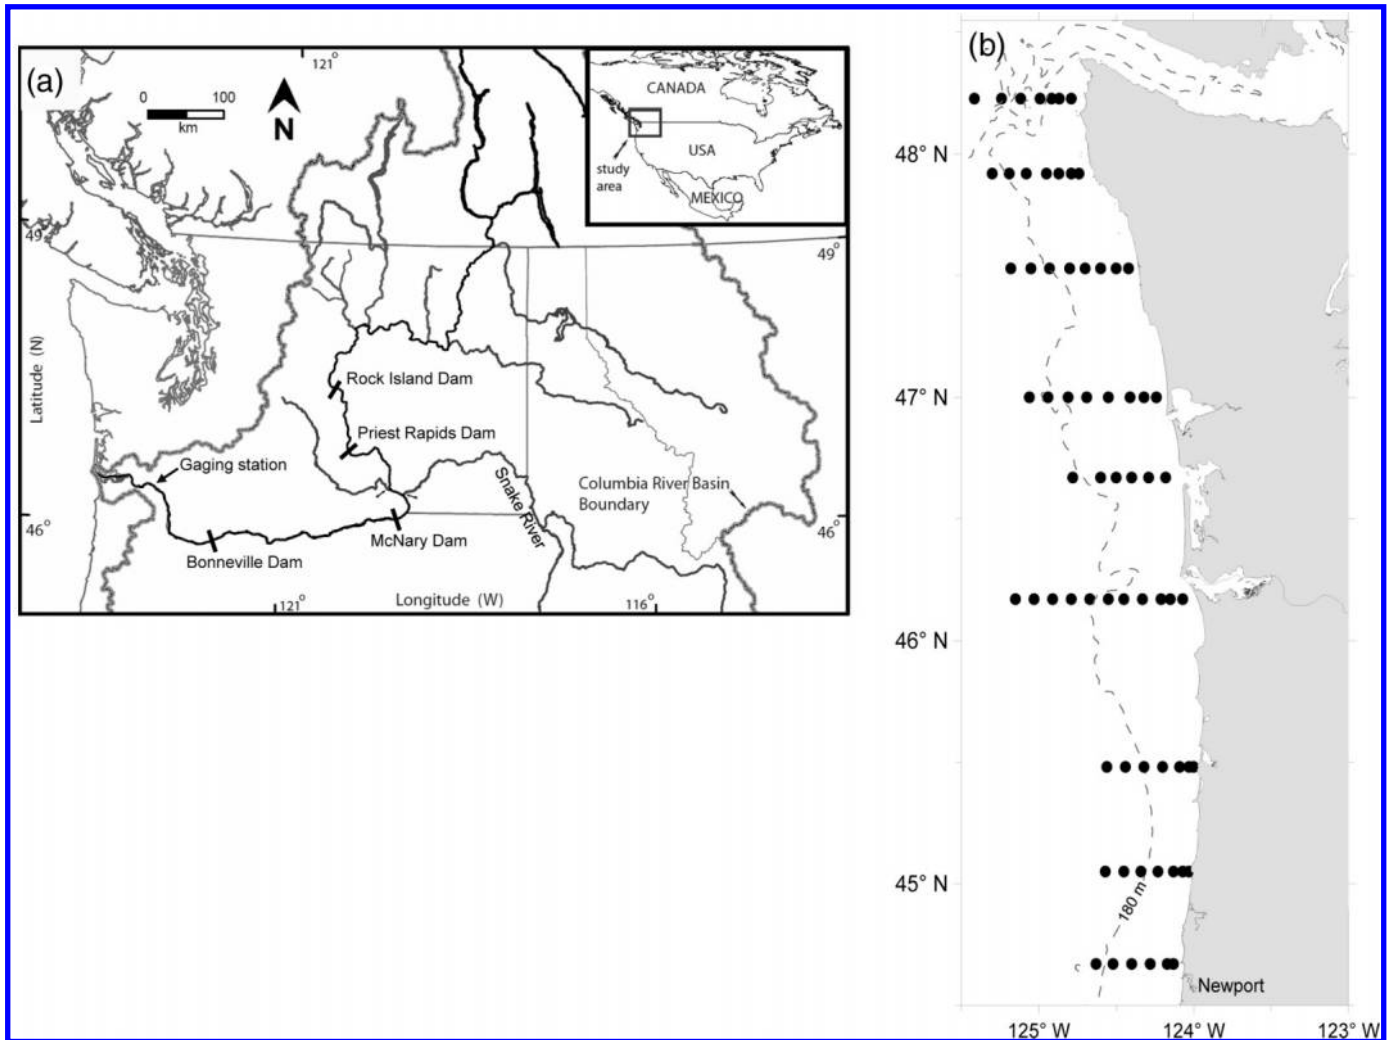 (a)
121°
0 100
km
N
CANADA
USA
MEXICO
study
area
49°
49°
Latitude (N)
Rock Island Dam
Priest Rapids Dam
Gaging station
Snake River
Columbia River Basin
Boundary
46°
46°
McNary Dam
Bonneville Dam
Longitude (W)
121°
116°
(b)
48° N
47° N
46° N
45° N
180 m
Newport
125° W 124° W 123° W